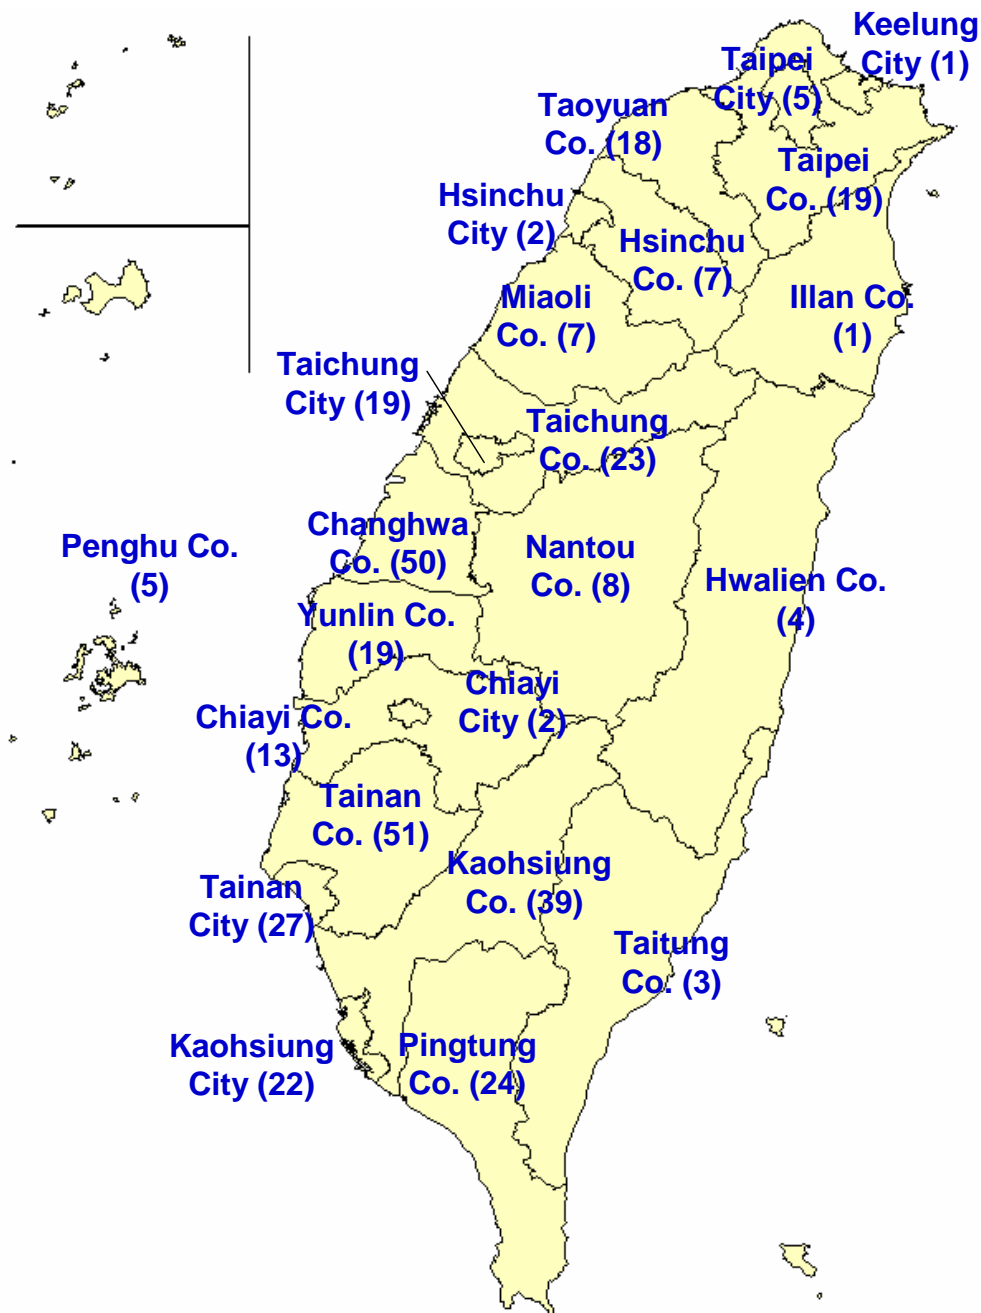 Keelung
City (1)
Taipei
City (5)
Taoyuan
Co. (18)
Taipei
Co. (19)
Hsinchu
City (2)
Hsinchu
Co. (7)
Miaoli
Co. (7)
Illan Co.
(1)
Taichung
City (19)
Taichung
Co. (23)
Changhwa
Co. (50)
Nantou
Co. (8)
Penghu Co.
(5)
Hwalien Co.
(4)
Yunlin Co.
(19)
Chiayi
City (2)
Chiayi Co.
(13)
Tainan
Co. (51)
Kaohsiung
Co. (39)
Tainan
City (27)
Taitung
Co. (3)
Kaohsiung
City (22)
Pingtung
Co. (24)